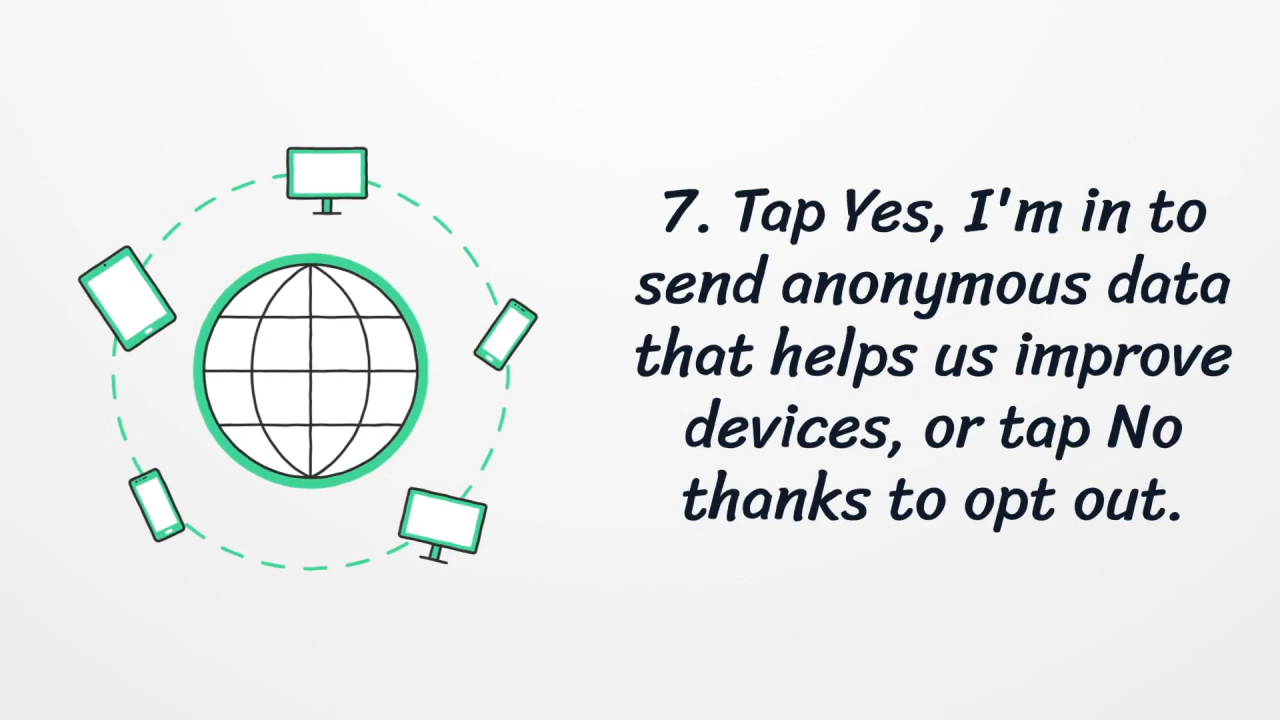 7. Tap Yes, I'm in to
send anonymous data
that helps us improve
devices, or tap No
thanks to opt out.